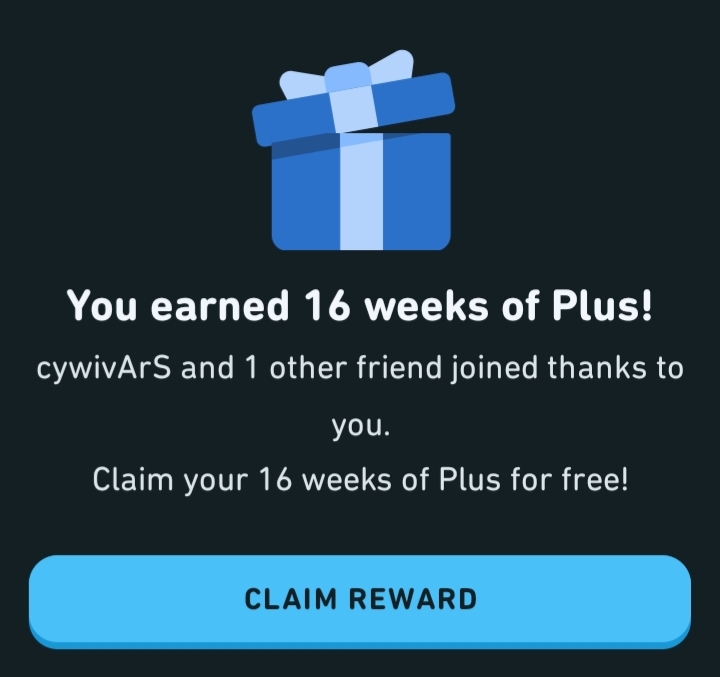 You earned 16 weeks of Plus!
cywivArS and 1 other friend joined thanks to
you.
Claim your 16 weeks of Plus for free!
CLAIM REWARD